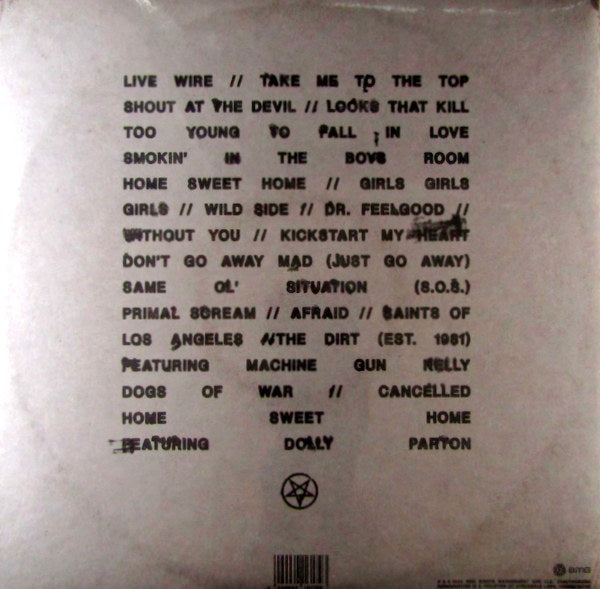 LIVE WIRE // TAKE ME TO THE TOP
SHOUT AT THE DEVIL // LOOKS THAT KILL
TOO YOUNG TO FALL IN LOVE
SMOKIN' IN THE BOYS ROOM
HOME SWEET HOME // GIRLS GIRLS
GIRLS // WILD SIDE // DR. FEELGOOD //
WITHOUT YOU // KICKSTART MY HEART
DON'T GO AWAY MAD (JUST GO AWAY)
SAME OL' SITUATION (S.O.S.)
PRIMAL SCREAM // AFRAID // SAINTS OF
LOS ANGELES // THE DIRT (EST. 1981)
FEATURING MACHINE GUN KELLY
DOGS OF WAR // CANCELLED
HOME SWEET HOME
FEATURING DOLLY PARTON
BMG